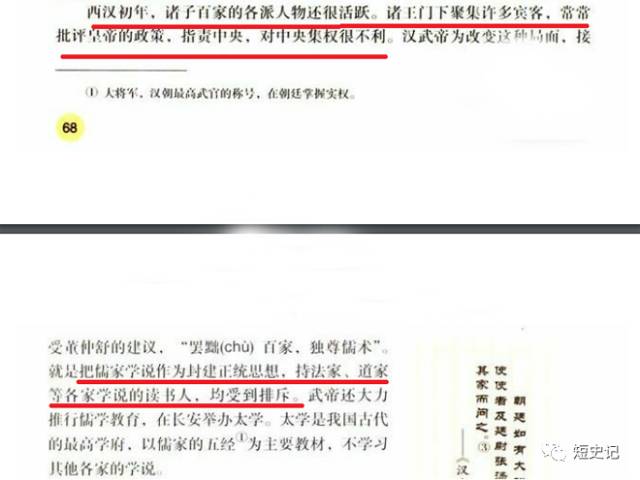 西汉初年，诸子百家的各派人物还很活跃。诸王门下聚集许多宾客，常常
批评皇帝的政策，指责中央，对中央集权很不利。汉武帝为改变这种局面，接
① 大将军，汉朝最高武官的称号，在朝廷掌握实权。
68
受董仲舒的建议，“罢黜(chù)百家，独尊儒术”。
就是把儒家学说作为封建正统思想，持法家、道家
等各家学说的读书人，均受到排斥。武帝还大力
推行儒学教育，在长安举办太学。太学是我国古代
的最高学府，以儒家的五经①为主要教材，不学习
其他各家的学说。
朝廷如有大
使使者及廷尉张汤
其家而问之。③
——《汉
短史记